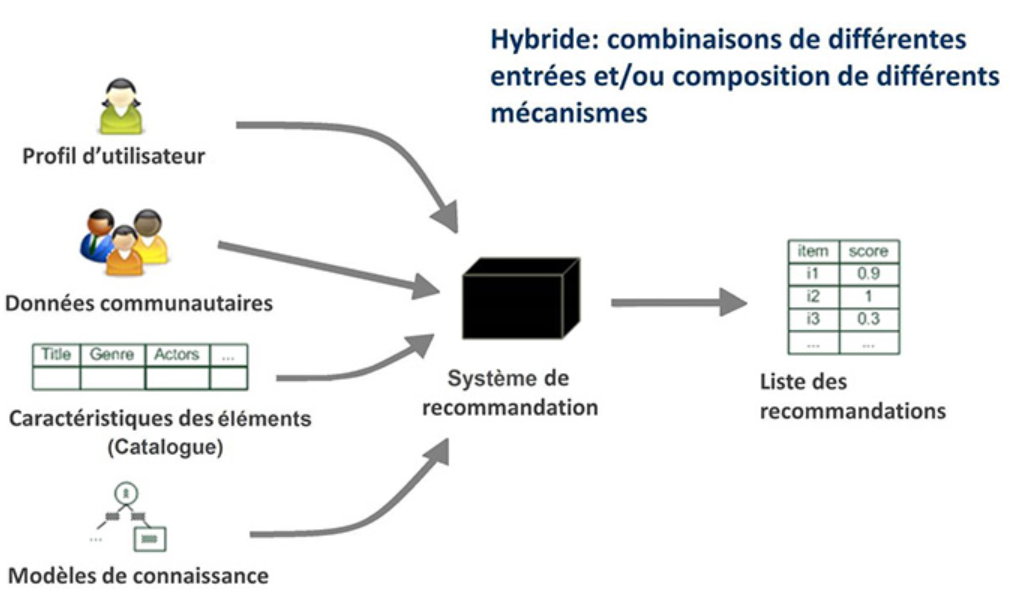 Hybride: combinaisons de différentes
entrées et/ou composition de différents
mécanismes
Profil d'utilisateur
Données communautaires
Title Genre Actors ...
Caractéristiques des éléments
(Catalogue)
Modèles de connaissance
Système de
recommandation
item score
i1 0.9
i2 1
i3 0.3
... ...
Liste des
recommandations